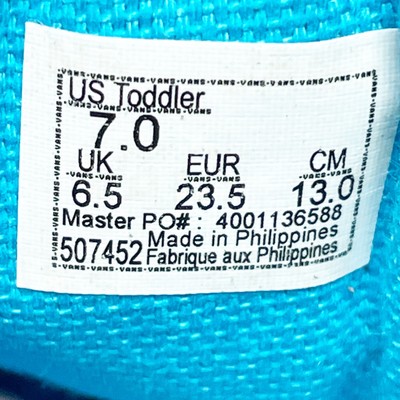 US Toddler
7.0
UK EUR CM
6.5 23.5 13.0
Master PO# : 4001136588
507452 Made in Philippines
Fabrique aux Philippines